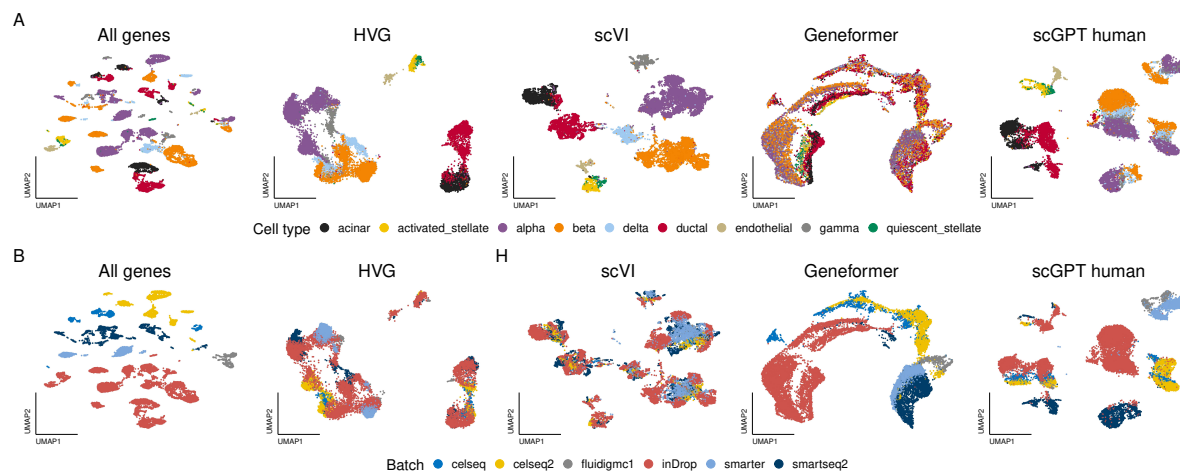 A
All genes HVG scVI Geneformer scGPT human
UMAP2 UMAP2 UMAP2 UMAP2 UMAP2
UMAP1 UMAP1 UMAP1 UMAP1 UMAP1
Cell type acinar activated_stellate alpha beta delta ductal endothelial gamma quiescent_stellate
B H
All genes HVG scVI Geneformer scGPT human
UMAP2 UMAP2 UMAP2 UMAP2 UMAP2
UMAP1 UMAP1 UMAP1 UMAP1 UMAP1
Batch celseq celseq2 fluidigmc1 inDrop smarter smartseq2